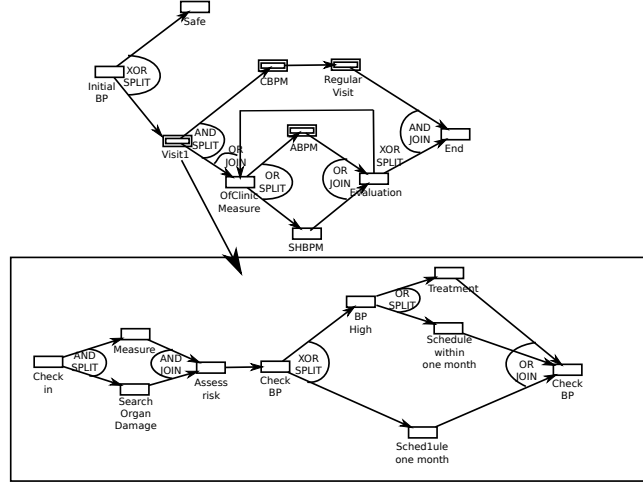 Safe
XOR
SPLIT
Initial
BP
CBPM
Regular
Visit
AND
SPLIT
Visit1
OR
JOIN
ABPM
XOR
SPLIT
AND
JOIN
End
OfClinic
Measure
OR
SPLIT
OR
JOIN
Evaluation
SHBPM
Treatment
OR
SPLIT
BP
High
Schedule
within
one month
Measure
AND
SPLIT
AND
JOIN
Check
in
Assess
risk
Search
Organ
Damage
XOR
SPLIT
Check
BP
OR
JOIN
Check
BP
Sched1ule
one month